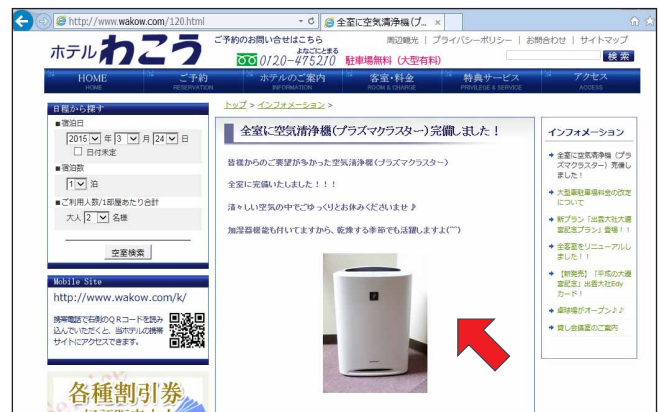 http://www.wakow.com/120.html
全室に空気清浄機(プ...
ホテルわこう
ご予約のお問い合せはこちら
よなごにとまる
0120-475210
駐車場無料(大型有料)
周辺観光 | プライバシーポリシー | お問合わせ | サイトマップ
検索
HOME
HOME
ご予約
RESERVATION
ホテルのご案内
INFORMATION
客室・料金
ROOM & CHARGE
特典サービス
PRIVILEGE & SERVICE
アクセス
ACCESS
日程から探す
■宿泊日
2015 年 3 月 24 日
日付未定
■宿泊数
1 泊
■ご利用人数/1部屋あたり合計
大人 2 名様
空室検索
Mobile Site
http://www.wakow.com/k/
携帯電話で右側のQRコードを読み
込んでいただくと、当ホテルの携帯
サイトにアクセスできます。
各種割引券
トップ > インフォメーション >
全室に空気清浄機(プラズマクラスター)完備しました!
皆様からのご要望が多かった空気清浄機(プラズマクラスター)
全室に完備いたしました!!!
清々しい空気の中でごゆっくりとお休みくださいませ♪
加湿器機能も付いてますから、乾燥する季節でも活躍しますよ(^^)
インフォメーション
全室に空気清浄機(プラ
ズマクラスター)完備し
ました!
大型車駐車場料金の改定
について
新プラン「出雲大社大遷
宮記念プラン」登場!!
全客室をリニューアルし
ました!!
【新発売】「平成の大遷
宮記念」出雲大社Edy
カード!
卓球場がオープン♪♪
貸し会議室のご案内